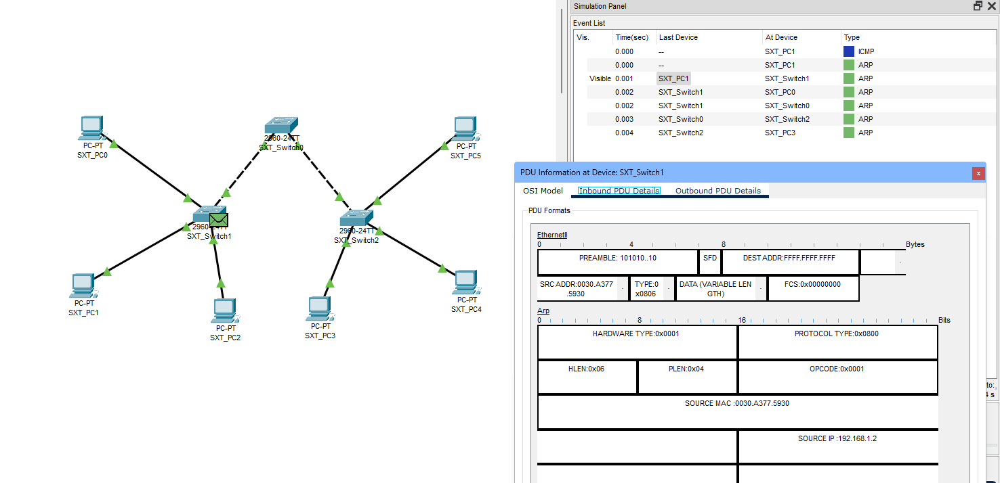 Simulation Panel
Event List
Vis. Time(sec) Last Device At Device Type
0.000 -- SXT_PC1 ICMP
0.000 -- SXT_PC1 ARP
Visible 0.001 SXT_PC1 SXT_Switch1 ARP
0.002 SXT_Switch1 SXT_PC0 ARP
0.002 SXT_Switch1 SXT_Switch0 ARP
0.003 SXT_Switch0 SXT_Switch2 ARP
0.004 SXT_Switch2 SXT_PC3 ARP
PC-PT
SXT_PC0
2960-24TT
SXT_Switch0
PC-PT
SXT_PC5
2960-24TT
SXT_Switch1
2960-24TT
SXT_Switch2
PC-PT
SXT_PC1
PC-PT
SXT_PC2
PC-PT
SXT_PC3
PC-PT
SXT_PC4
PDU Information at Device: SXT_Switch1
x
OSI Model Inbound PDU Details Outbound PDU Details
PDU Formats
EthernetII
0 4 8 Bytes
PREAMBLE: 101010..10 SFD DEST ADDR:FFFF.FFFF.FFFF
SRC ADDR:0030.A377
.5930
TYPE:0
x0806
DATA (VARIABLE LEN
GTH)
FCS:0x00000000
Arp
0 8 16 Bits
HARDWARE TYPE:0x0001 PROTOCOL TYPE:0x0800
HLEN:0x06 PLEN:0x04 OPCODE:0x0001
SOURCE MAC :0030.A377.5930
SOURCE IP :192.168.1.2
to:
s